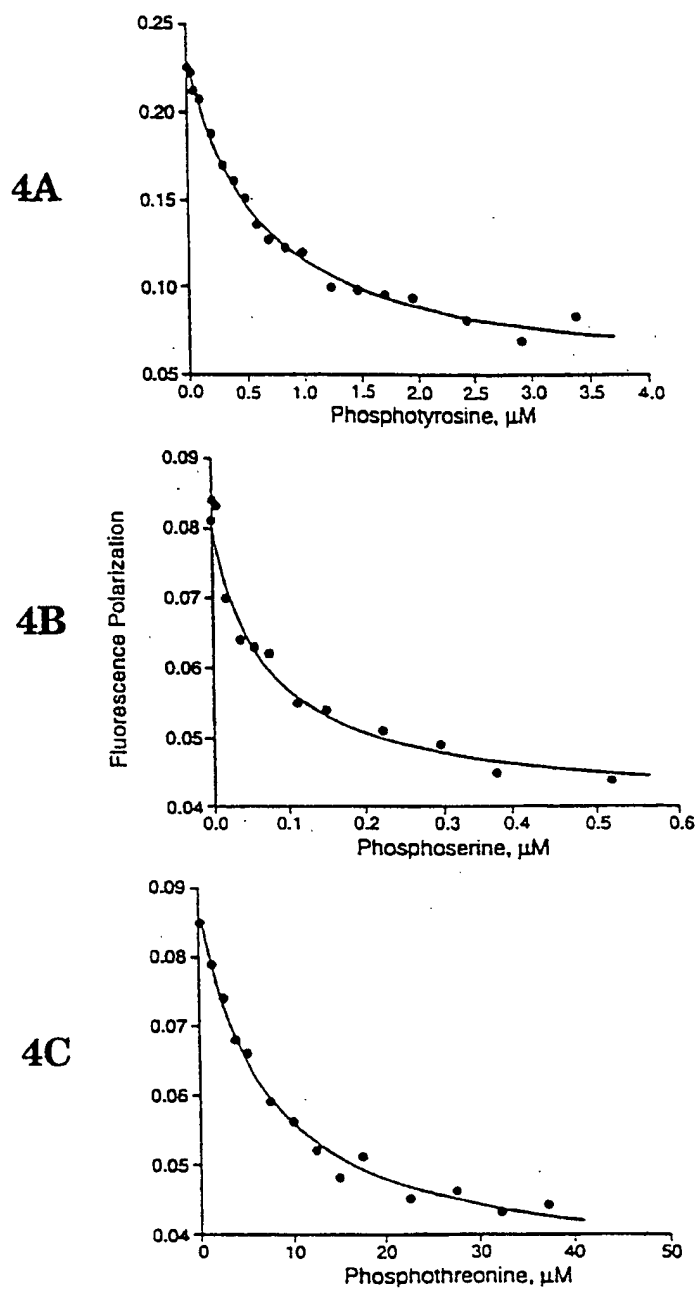 4A
0.25
0.20
0.15
0.10
0.05
0.0 0.5 1.0 1.5 2.0 2.5 3.0 3.5 4.0
Phosphotyrosine, μM
4B
Fluorescence Polarization
0.09
0.08
0.07
0.06
0.05
0.04
0.0 0.1 0.2 0.3 0.4 0.5 0.6
Phosphoserine, μM
4C
0.09
0.08
0.07
0.06
0.05
0.04
0 10 20 30 40 50
Phosphothreonine, μM